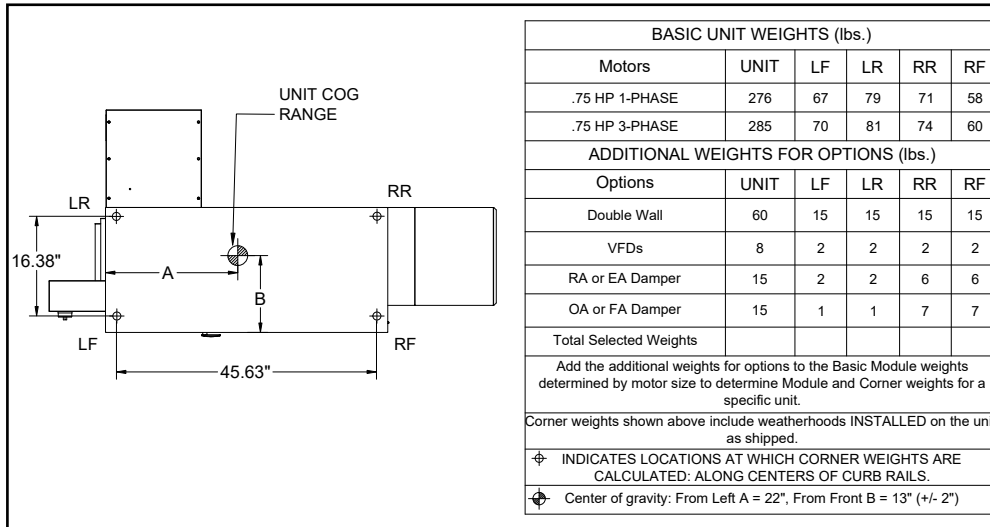 UNIT COG
RANGE
LR
RR
16.38"
A
B
LF
RF
45.63"
BASIC UNIT WEIGHTS (lbs.)
Motors UNIT LF LR RR RF
.75 HP 1-PHASE 276 67 79 71 58
.75 HP 3-PHASE 285 70 81 74 60
ADDITIONAL WEIGHTS FOR OPTIONS (lbs.)
Options UNIT LF LR RR RF
Double Wall 60 15 15 15 15
VFDs 8 2 2 2 2
RA or EA Damper 15 2 2 6 6
OA or FA Damper 15 1 1 7 7
Total Selected Weights
Add the additional weights for options to the Basic Module weights
determined by motor size to determine Module and Corner weights for a
specific unit.
Corner weights shown above include weatherhoods INSTALLED on the uni
as shipped.
INDICATES LOCATIONS AT WHICH CORNER WEIGHTS ARE
CALCULATED: ALONG CENTERS OF CURB RAILS.
Center of gravity: From Left A = 22", From Front B = 13" (+/- 2")